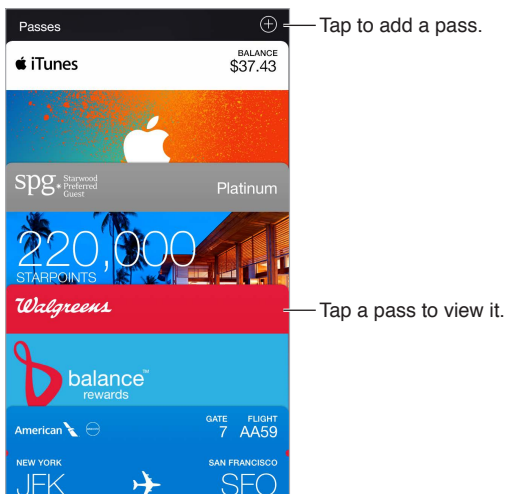 Passes
Tap to add a pass.
iTunes
BALANCE
$37.43
spg. Starwood Preferred Guest
Platinum
220,000
STARPOINTS
Walgreens
Tap a pass to view it.
balance™
rewards
American
GATE FLIGHT
7 AA59
NEW YORK SAN FRANCISCO
JFK SFO